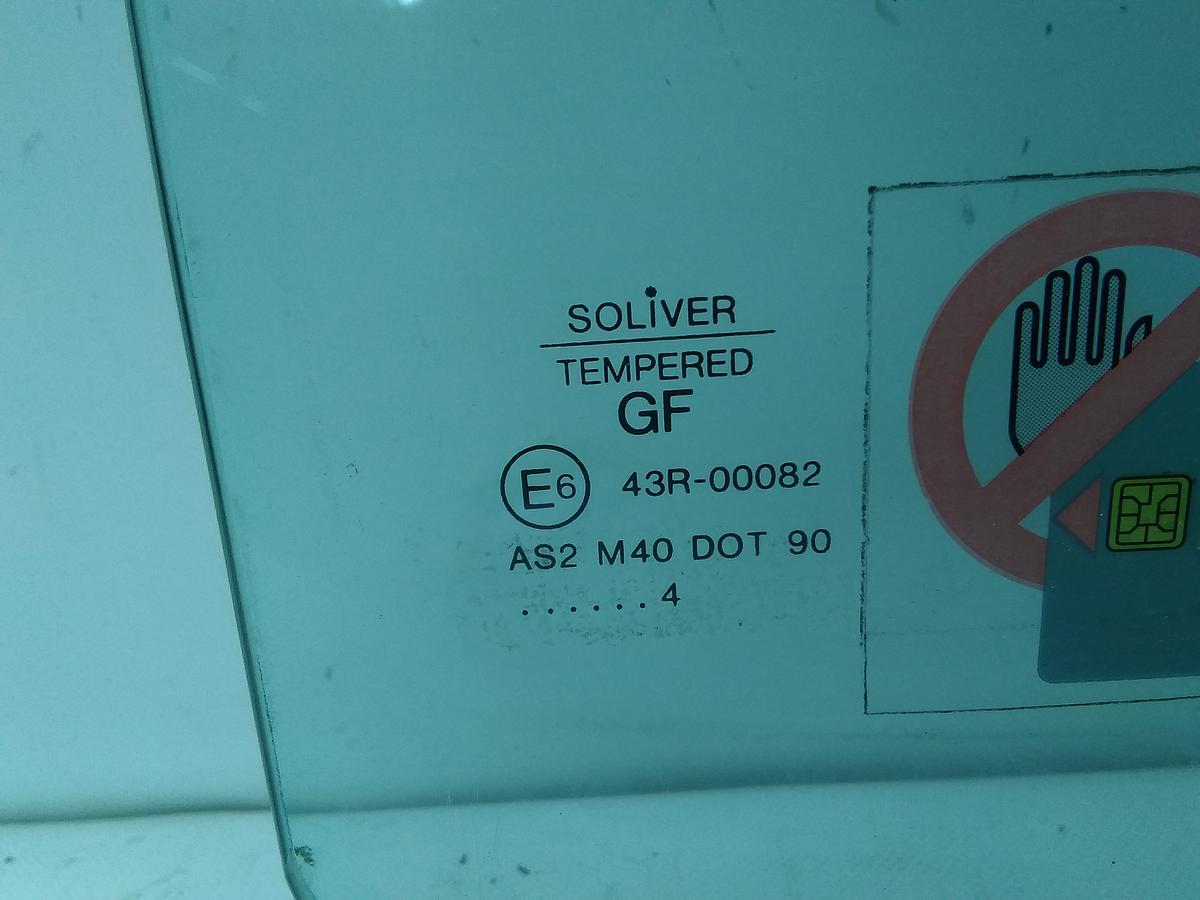 SOLiVER
TEMPERED
GF
E6 43R-00082
AS2 M40 DOT 90
. . . . . . 4